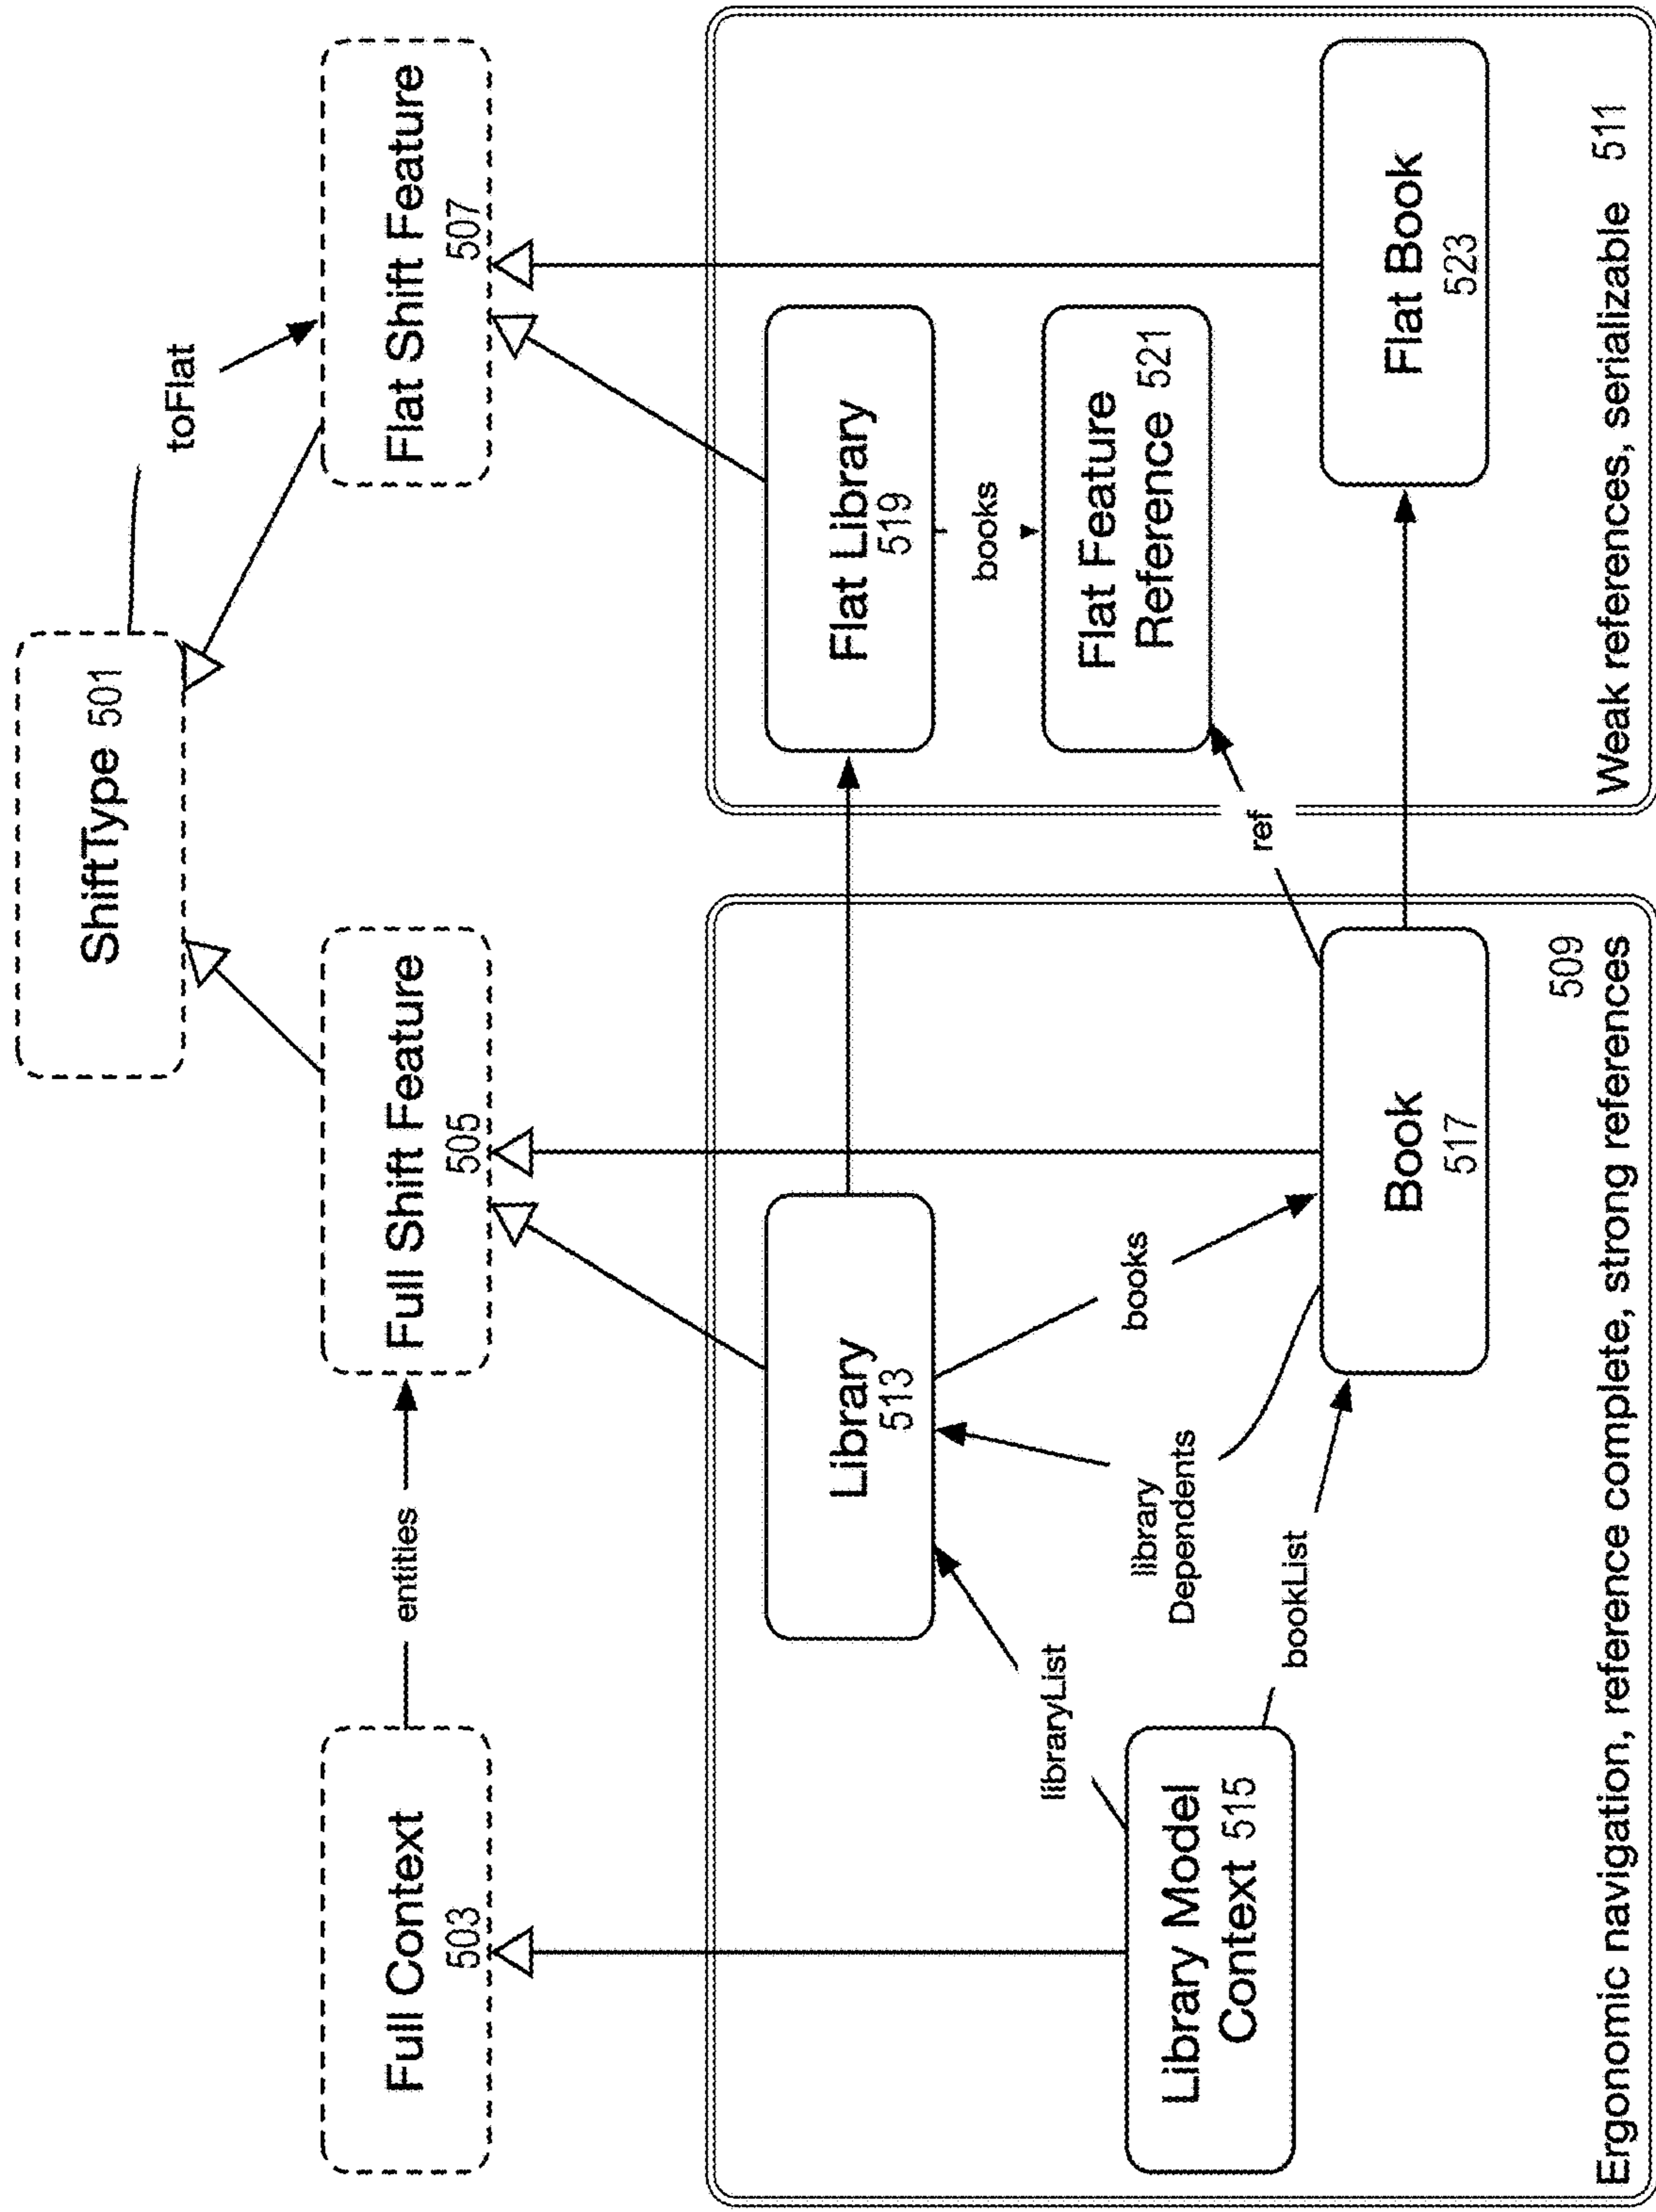 ShiftType 501
toFlat
Full Context
503
entities
Full Shift Feature
505
Flat Shift Feature
507
Library
513
Flat Library
519
books
libraryList
library
Dependents
books
Flat Feature
Reference 521
Library Model
Context 515
bookList
ref
Book
517
Flat Book
523
509
Ergonomic navigation, reference complete, strong references
Weak references, serializable 511